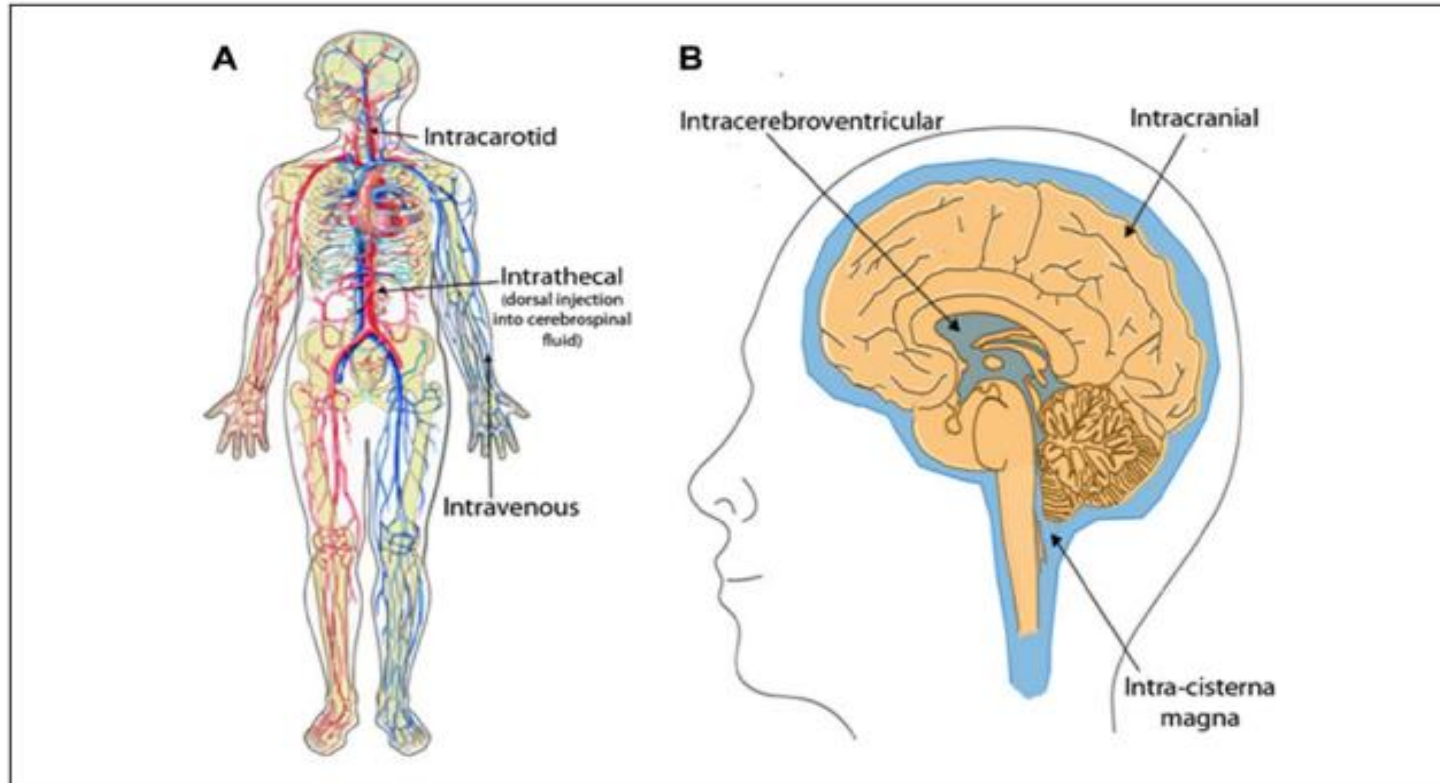 A
Intracarotid
Intrathecal
(dorsal injection
into cerebrospinal
fluid)
Intravenous
B
Intracerebroventricular
Intracranial
Intra-cisterna
magna